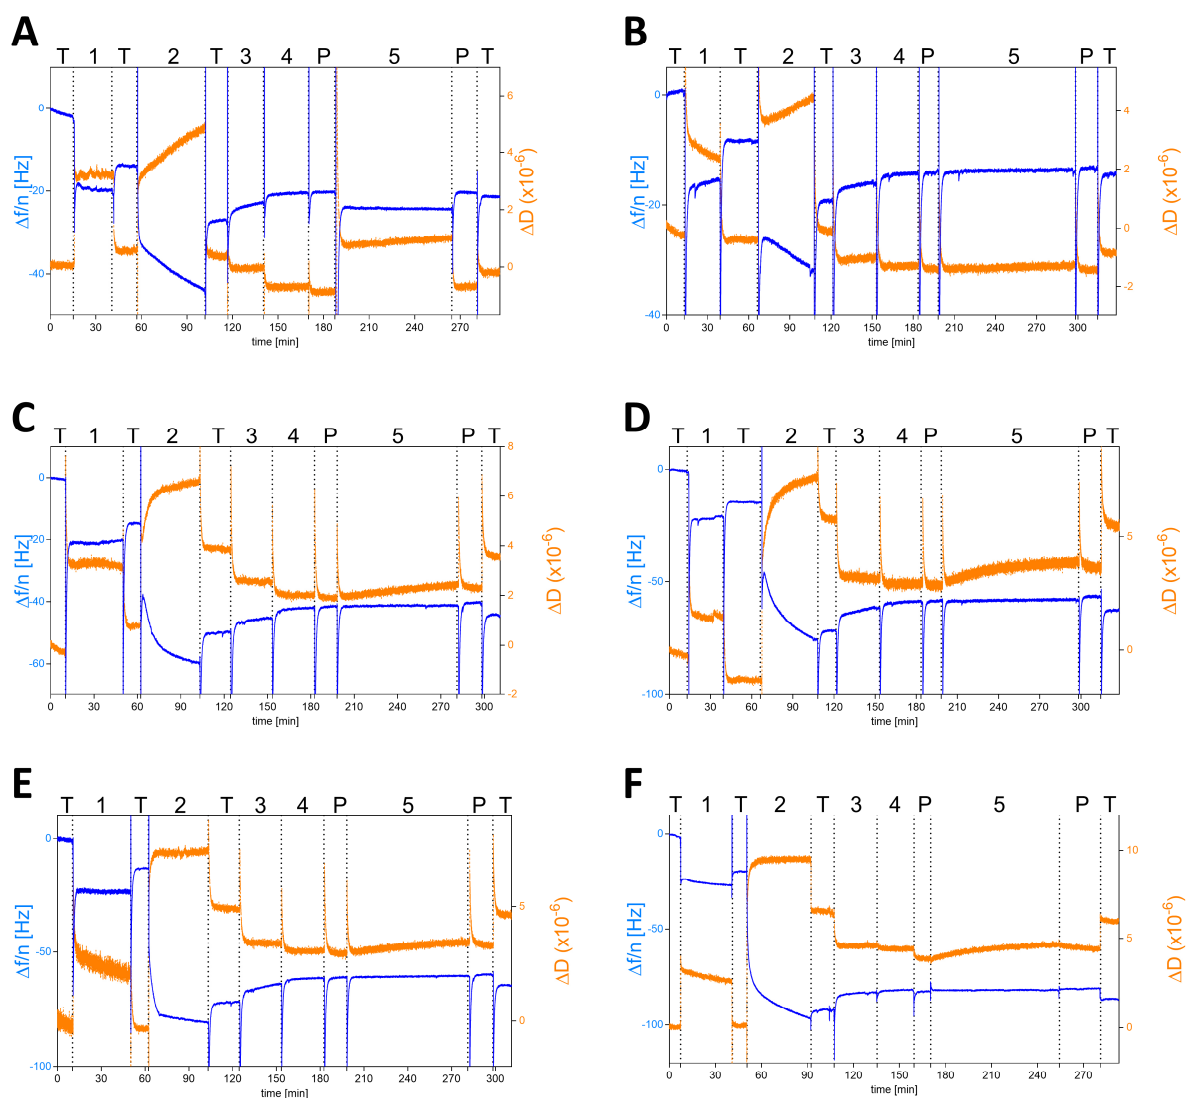 A
T 1 T 2 T 3 4 P 5 P T
Δf/n [Hz]
0
-20
-40
6
4
2
0
ΔD (x10⁻⁶)
0 30 60 90 120 150 180 210 240 270
time [min]
B
T 1 T 2 T 3 4 P 5 P T
Δf/n [Hz]
0
-20
-40
4
2
0
-2
ΔD (x10⁻⁶)
0 30 60 90 120 150 180 210 240 270 300
time [min]
C
T 1 T 2 T 3 4 P 5 P T
Δf/n [Hz]
0
-20
-40
-60
8
6
4
2
0
-2
ΔD (x10⁻⁶)
0 30 60 90 120 150 180 210 240 270 300
time [min]
D
T 1 T 2 T 3 4 P 5 P T
Δf/n [Hz]
0
-50
-100
5
0
ΔD (x10⁻⁶)
0 30 60 90 120 150 180 210 240 270 300
time [min]
E
T 1 T 2 T 3 4 P 5 P T
Δf/n [Hz]
0
-50
-100
5
0
ΔD (x10⁻⁶)
0 30 60 90 120 150 180 210 240 270 300
time [min]
F
T 1 T 2 T 3 4 P 5 P T
Δf/n [Hz]
0
-50
-100
10
5
0
ΔD (x10⁻⁶)
0 30 60 90 120 150 180 210 240 270
time [min]